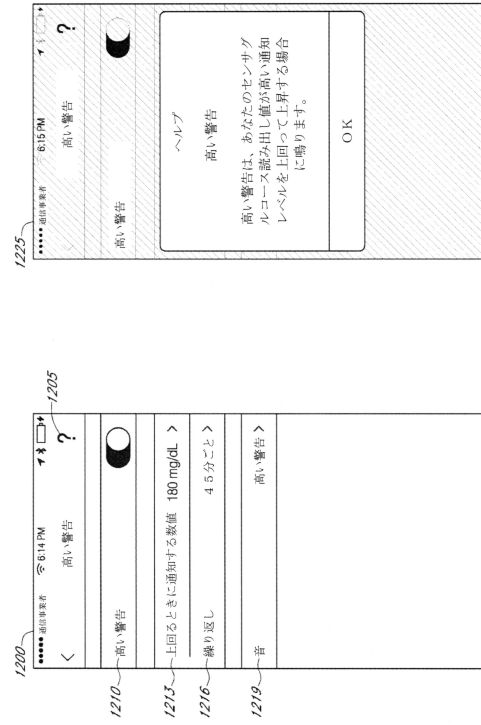 1200
●●●●● 通信事業者 6:14 PM
< 高い警告 ?
1205
1210 高い警告
1213 上回るときに通知する数値 180 mg/dL >
1216 繰り返し 45分ごと >
1219 音 高い警告 >
1225
●●●●● 通信事業者 6:15 PM
< 高い警告 ?
高い警告
ヘルプ
高い警告
高い警告は、あなたのセンサグ
ルコース読み出し値が高い通知
レベルを上回って上昇する場合
に鳴ります。
OK